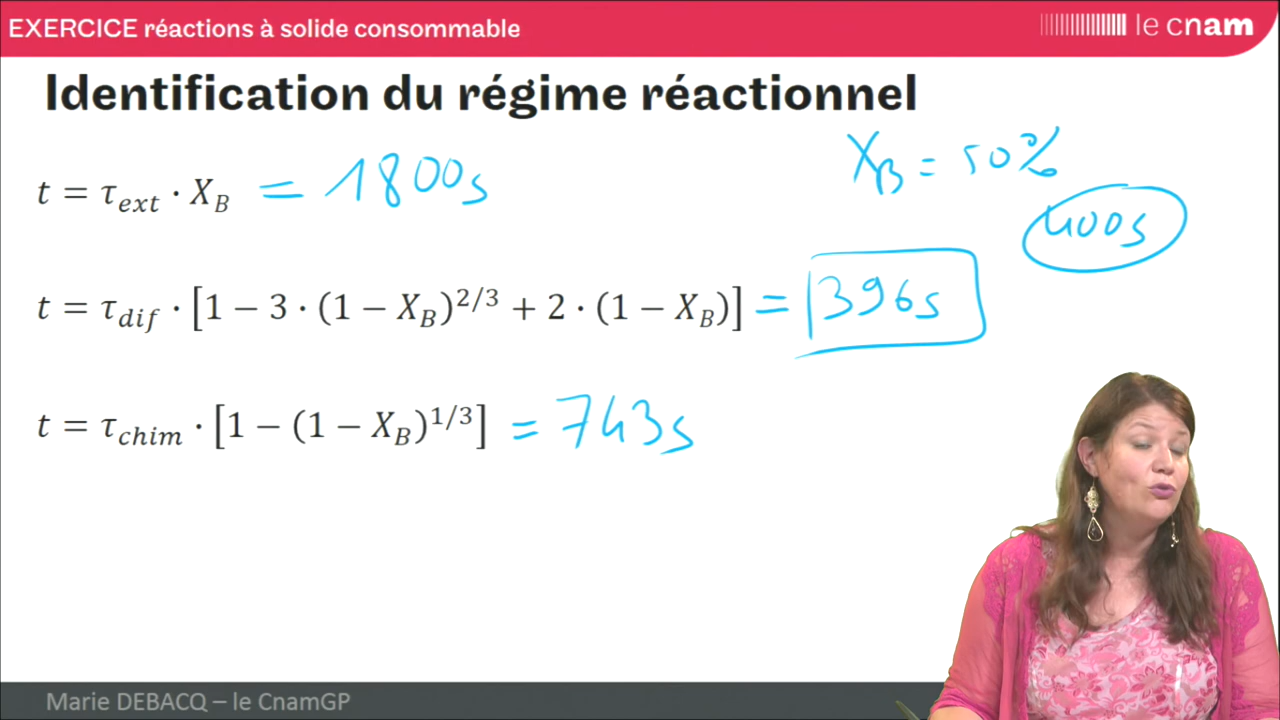 EXERCICE réactions à solide consommable
le cnam
Identification du régime réactionnel
X_B = 50%
t = τ_ext · X_B = 1800s
400s
t = τ_dif · [1 − 3 · (1 − X_B)^{2/3} + 2 · (1 − X_B)] = 396s
t = τ_chim · [1 − (1 − X_B)^{1/3}] = 743s
Marie DEBACQ – le CnamGP